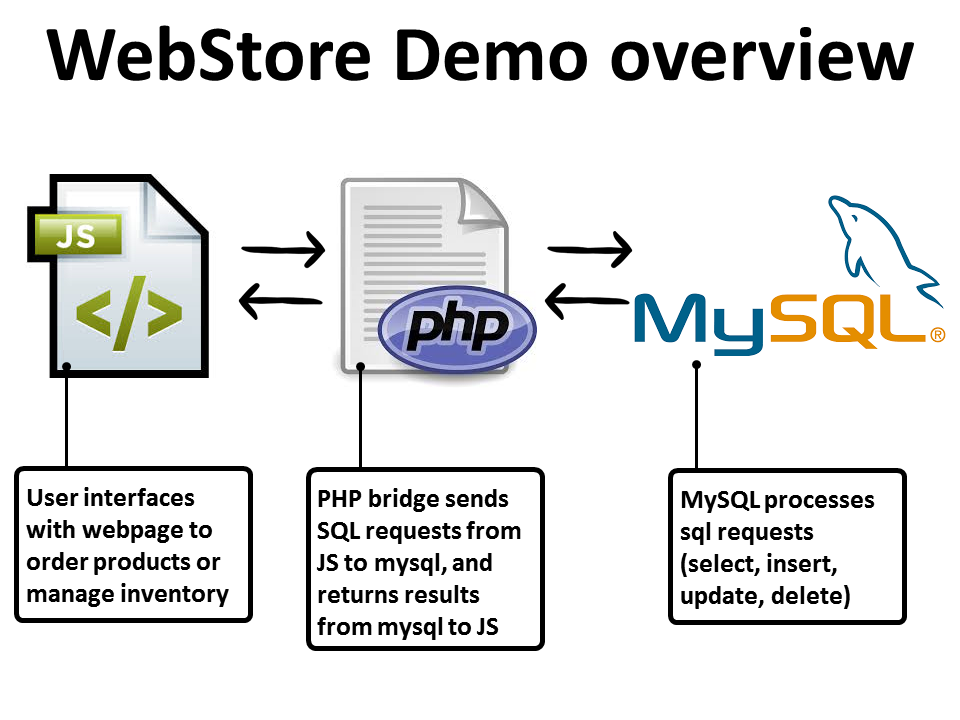 WebStore Demo overview
JS
</>
php
MySQL®
User interfaces
with webpage to
order products or
manage inventory
PHP bridge sends
SQL requests from
JS to mysql, and
returns results
from mysql to JS
MySQL processes
sql requests
(select, insert,
update, delete)